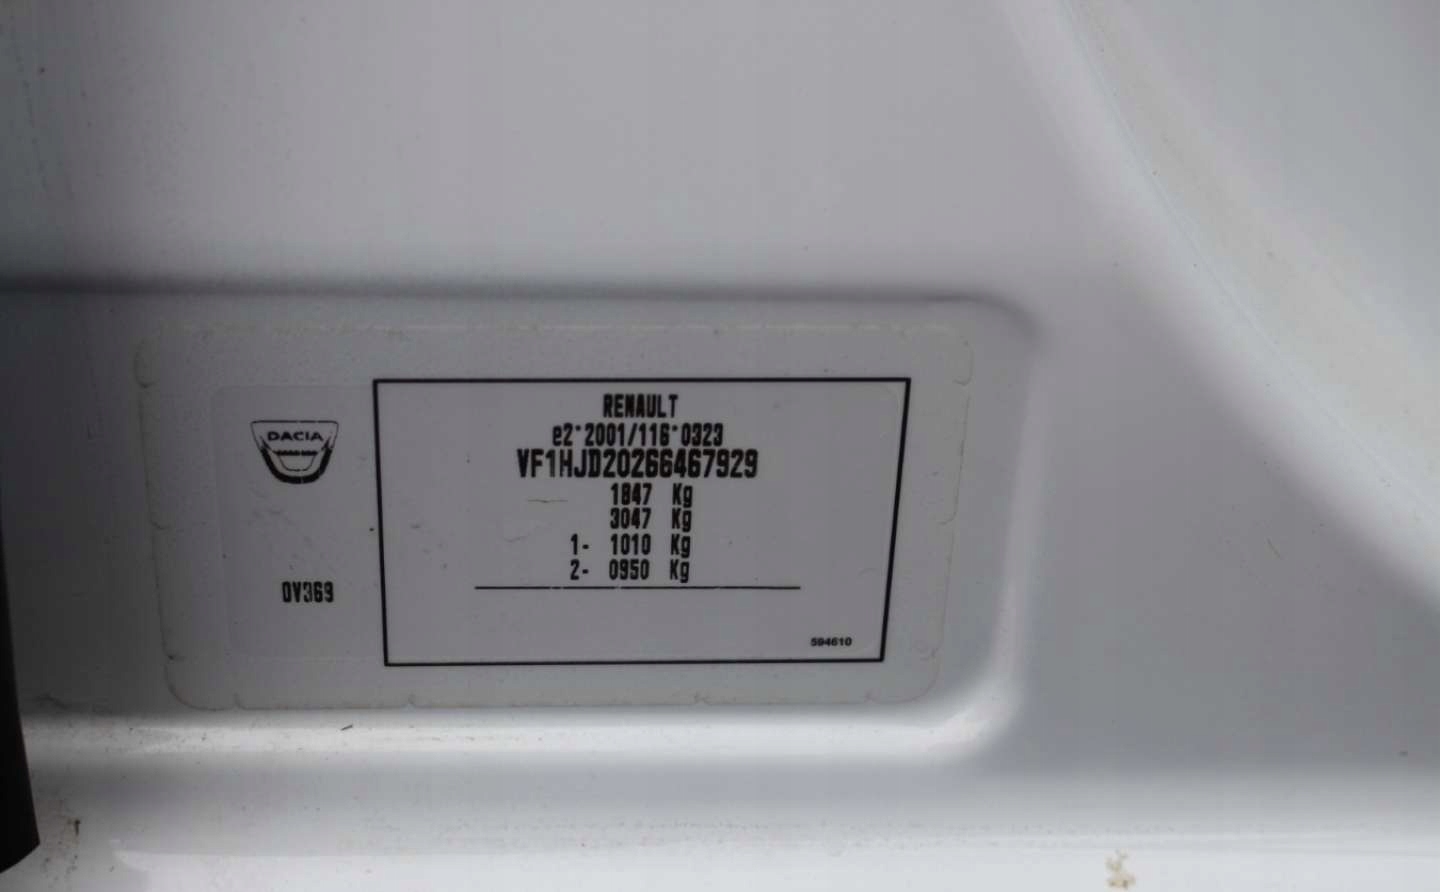 DACIA
RENAULT
e2*2001/116*0323
VF1HJD20266467929
1847 Kg
3047 Kg
1- 1010 Kg
2- 0950 Kg
0V369
594610